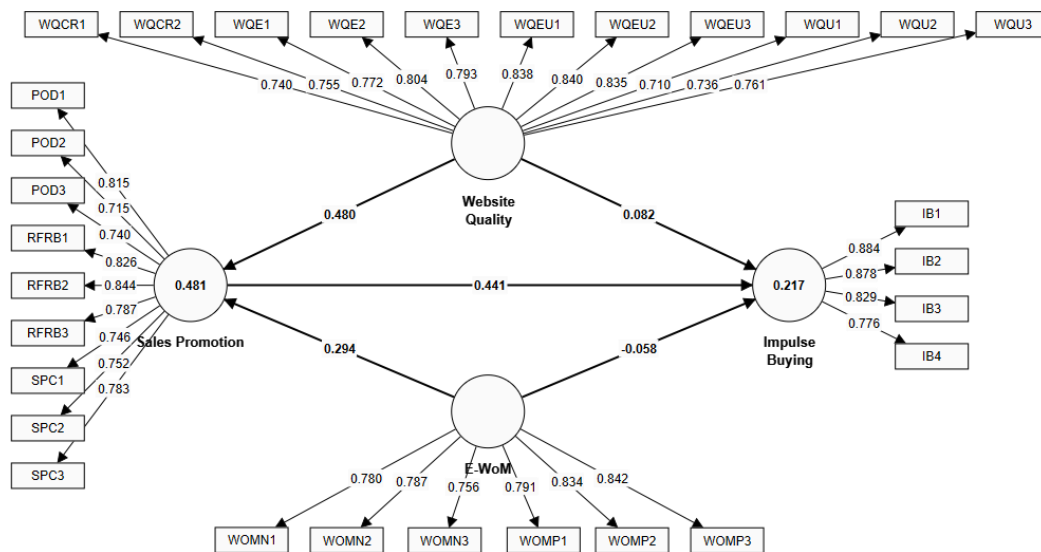 WQCR1 WQCR2 WQE1 WQE2 WQE3 WQEU1 WQEU2 WQEU3 WQU1 WQU2 WQU3
0.740 0.755 0.772 0.804 0.793 0.838 0.840 0.835 0.710 0.736 0.761
POD1
POD2
POD3
RFRB1
RFRB2
RFRB3
SPC1
SPC2
SPC3
0.815
0.715
0.740
0.826
0.844
0.787
0.746
0.752
0.783
0.481
Sales Promotion
Website
Quality
0.480
0.082
0.441
0.294
-0.058
0.217
Impulse
Buying
0.884
0.878
0.829
0.776
IB1
IB2
IB3
IB4
E-WoM
0.780 0.787 0.756 0.791 0.834 0.842
WOMN1 WOMN2 WOMN3 WOMP1 WOMP2 WOMP3